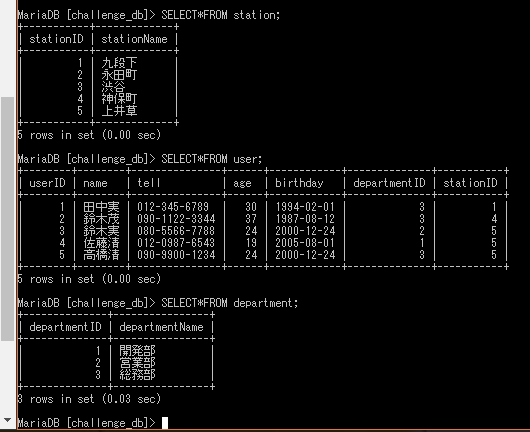 MariaDB [challenge_db]> SELECT*FROM station;
+-----------+-------------+
| stationID | stationName |
+-----------+-------------+
|         1 | 九段下      |
|         2 | 永田町      |
|         3 | 渋谷        |
|         4 | 神保町      |
|         5 | 上井草      |
+-----------+-------------+
5 rows in set (0.00 sec)
MariaDB [challenge_db]> SELECT*FROM user;
+--------+----------+---------------+------+------------+--------------+-----------+
| userID | name     | tell          | age  | birthday   | departmentID | stationID |
+--------+----------+---------------+------+------------+--------------+-----------+
|      1 | 田中実   | 012-345-6789  |   30 | 1994-02-01 |            3 |         1 |
|      2 | 鈴木茂   | 090-1122-3344 |   37 | 1987-08-12 |            3 |         4 |
|      3 | 鈴木実   | 080-5566-7788 |   24 | 2000-12-24 |            2 |         5 |
|      4 | 佐藤清   | 012-0987-6543 |   19 | 2005-08-01 |            1 |         5 |
|      5 | 高橋清   | 090-9900-1234 |   24 | 2000-12-24 |            3 |         5 |
+--------+----------+---------------+------+------------+--------------+-----------+
5 rows in set (0.00 sec)
MariaDB [challenge_db]> SELECT*FROM department;
+--------------+----------------+
| departmentID | departmentName |
+--------------+----------------+
|            1 | 開発部         |
|            2 | 営業部         |
|            3 | 総務部         |
+--------------+----------------+
3 rows in set (0.03 sec)
MariaDB [challenge_db]>